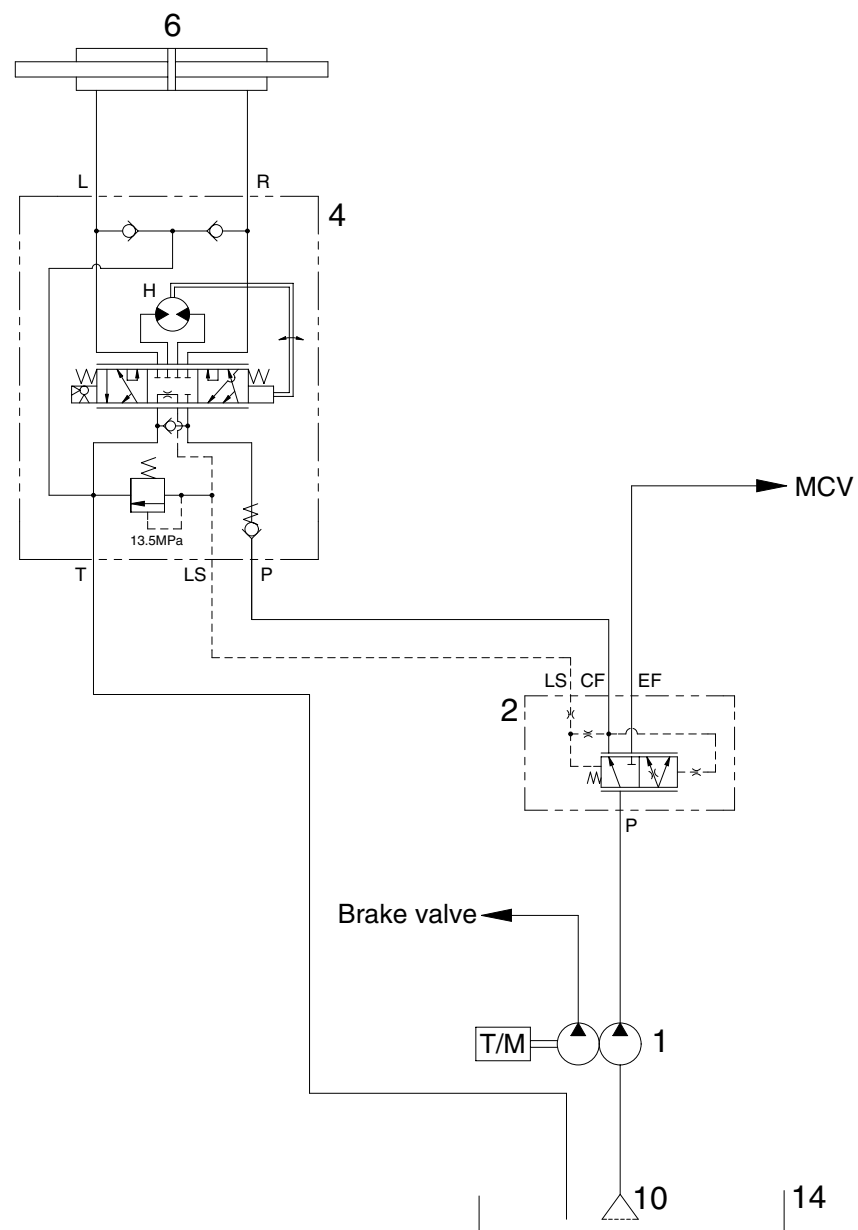 6
L R
4
H
13.5MPa
T LS P
MCV
LS CF EF
2
P
Brake valve
T/M
1
10
14